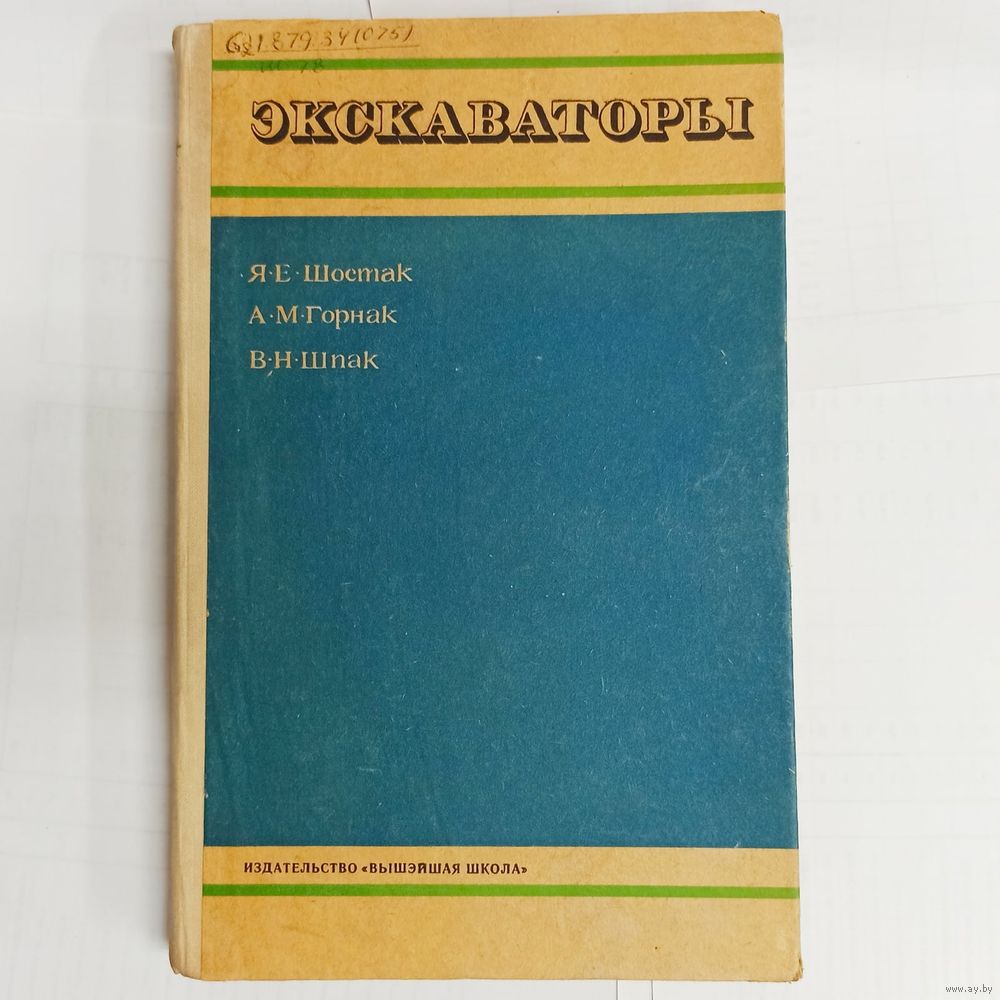 621.879.34(075)
ЭКСКАВАТОРЫ
Я·Е·Шостак
А·М·Горнак
В·Н·Шпак
ИЗДАТЕЛЬСТВО «ВЫШЭЙШАЯ ШКОЛА»
www.ay.by